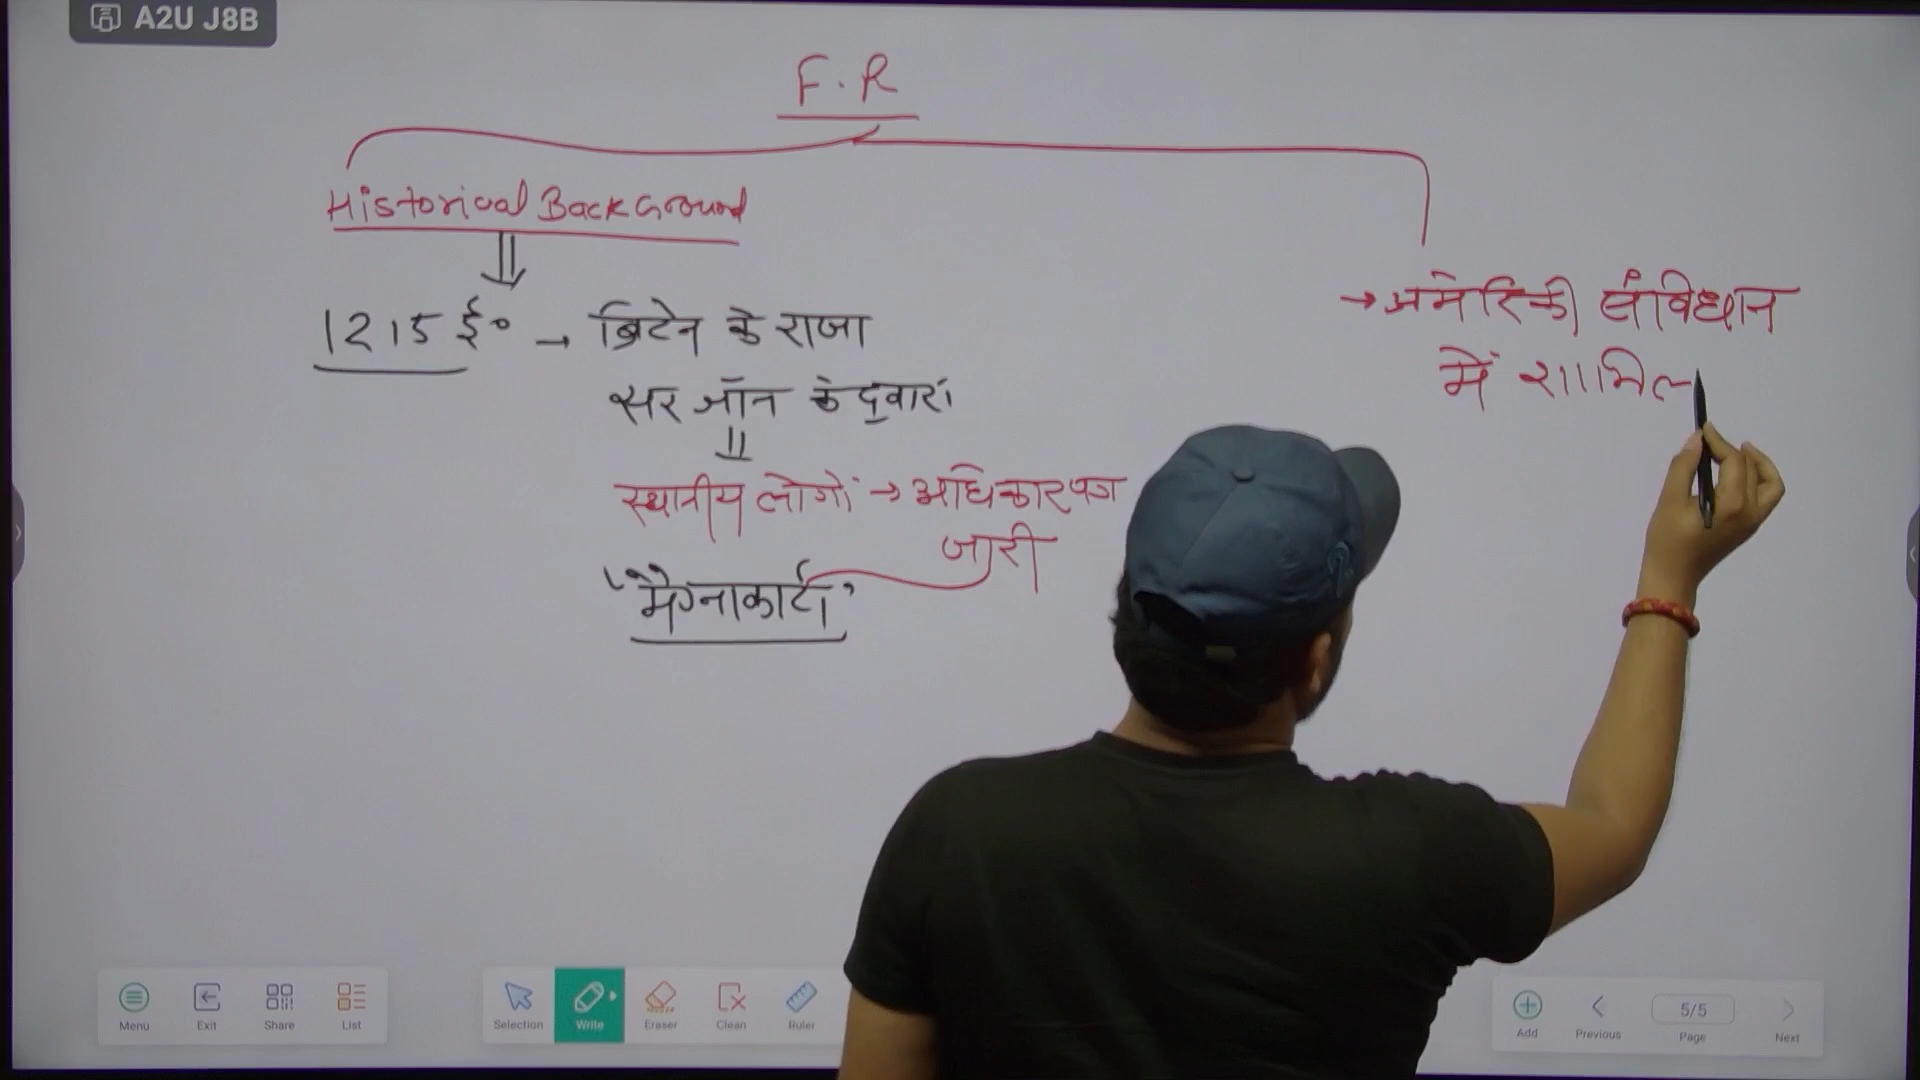 A2U J8B
F.R
Historical BackGround
→ अमेरिकी संविधान
में शामिल
1215 ई० → ब्रिटेन के राजा
सर जॉन के द्वारा
स्थानीय लोगों → अधिकार पत्र
जारी
"मैग्नाकार्टा"
Menu Exit Share List Selection Write Eraser Clean Ruler Add Previous 5/5 Page Next